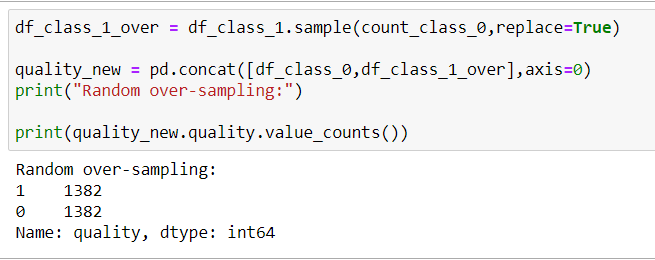 df_class_1_over = df_class_1.sample(count_class_0,replace=True)
quality_new = pd.concat([df_class_0,df_class_1_over],axis=0)
print("Random over-sampling:")
print(quality_new.quality.value_counts())
Random over-sampling:
1    1382
0    1382
Name: quality, dtype: int64